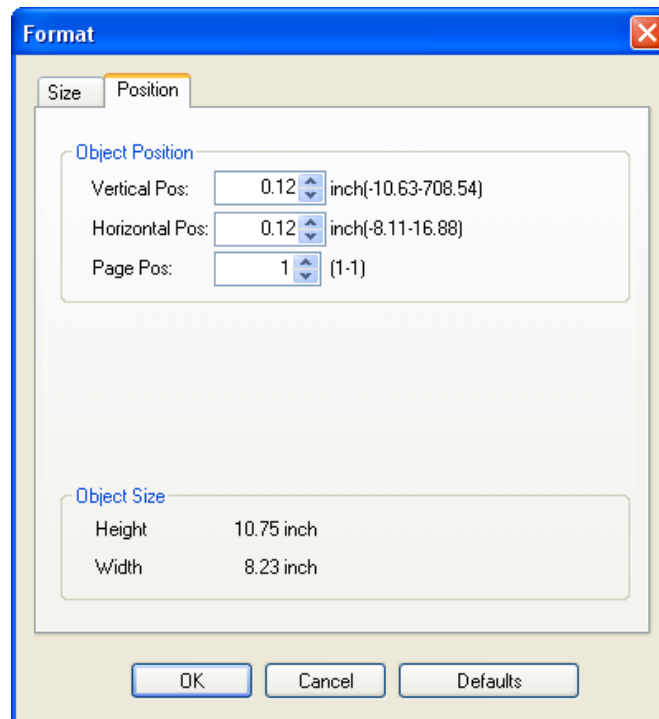 Format
Size Position
Object Position
Vertical Pos: 0.12 inch(-10.63-708.54)
Horizontal Pos: 0.12 inch(-8.11-16.88)
Page Pos: 1 (1-1)
Object Size
Height 10.75 inch
Width 8.23 inch
OK Cancel Defaults